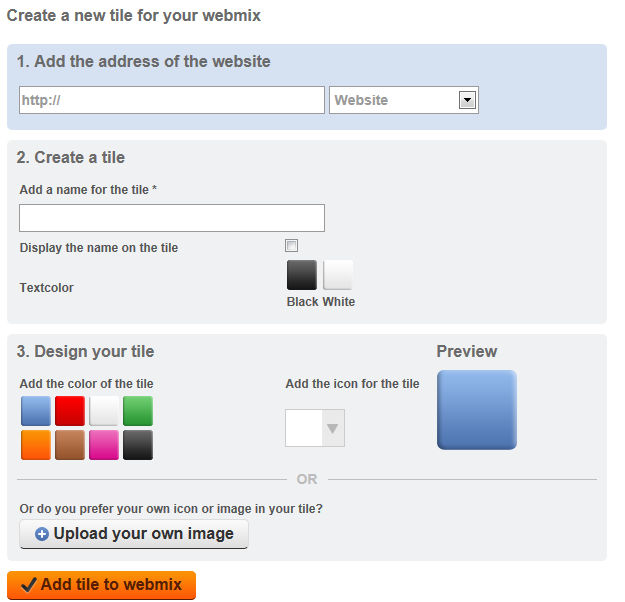 Create a new tile for your webmix
1. Add the address of the website
http:// Website
2. Create a tile
Add a name for the tile *
Display the name on the tile
Textcolor
Black White
3. Design your tile Preview
Add the color of the tile Add the icon for the tile
OR
Or do you prefer your own icon or image in your tile?
Upload your own image
Add tile to webmix